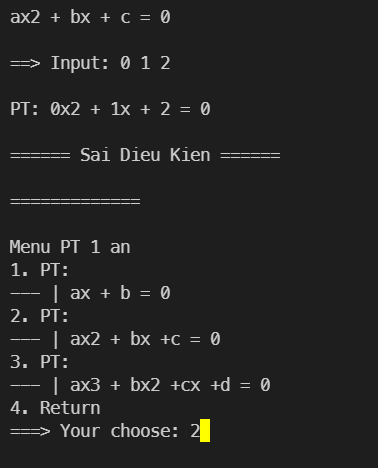 ax2 + bx + c = 0
==> Input: 0 1 2
PT: 0x2 + 1x + 2 = 0
====== Sai Dieu Kien ======
=============
Menu PT 1 an
1. PT:
--- | ax + b = 0
2. PT:
--- | ax2 + bx +c = 0
3. PT:
--- | ax3 + bx2 +cx +d = 0
4. Return
===> Your choose: 2